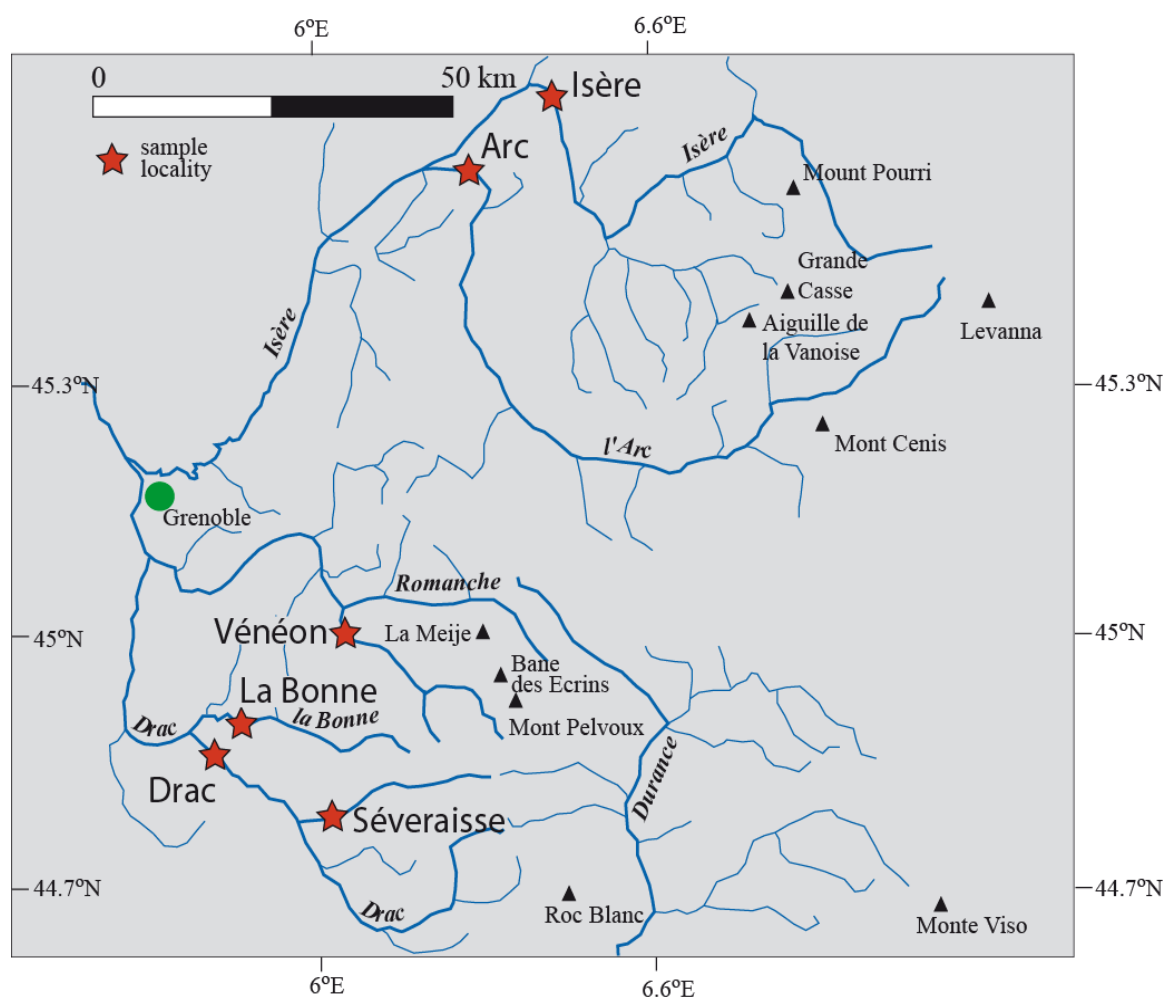 6ºE
6.6ºE
0
50 km
Isère
sample
locality
Arc
Isère
Mount Pourri
Grande
Casse
Isère
Aiguille de
la Vanoise
Levanna
45.3ºN
45.3ºN
l'Arc
Mont Cenis
Grenoble
Romanche
Vénéon
La Meije
45ºN
45ºN
Bane
des Ecrins
La Bonne
la Bonne
Mont Pelvoux
Drac
Drac
Durance
Séveraisse
44.7ºN
44.7ºN
Drac
Roc Blanc
Monte Viso
6ºE
6.6ºE